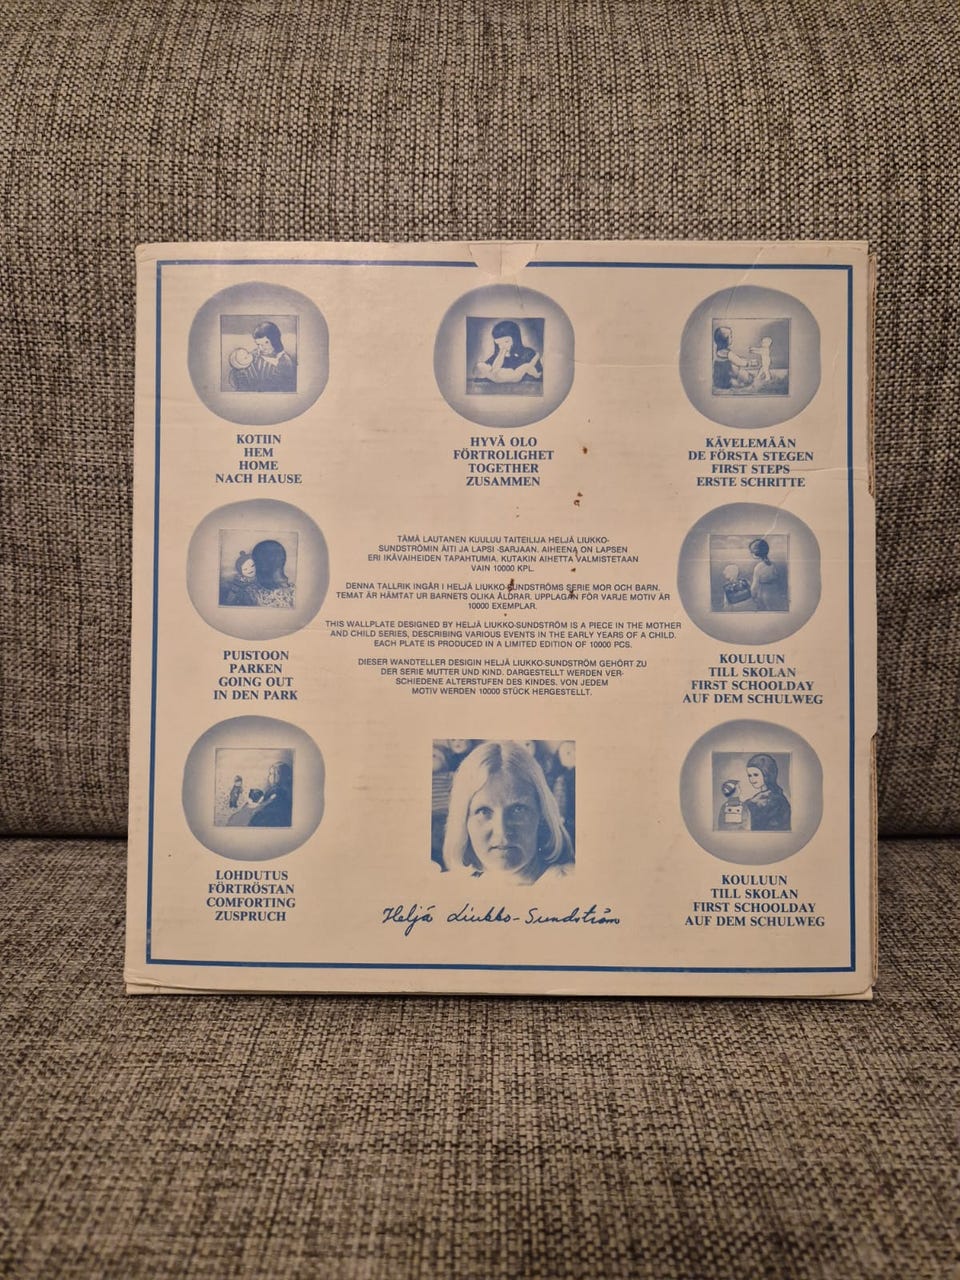 KOTIIN
HEM
HOME
NACH HAUSE
HYVÄ OLO
FÖRTROLIGHET
TOGETHER
ZUSAMMEN
KÄVELEMÄÄN
DE FÖRSTA STEGEN
FIRST STEPS
ERSTE SCHRITTE
TÄMÄ LAUTANEN KUULUU TAITEILIJA HELJÄ LIUKKO-
SUNDSTRÖMIN ÄITI JA LAPSI -SARJAAN. AIHEENA ON LAPSEN
ERI IKÄVAIHEIDEN TAPAHTUMIA. KUTAKIN AIHETTA VALMISTETAAN
VAIN 10000 KPL.
DENNA TALLRIK INGÅR I HELJÄ LIUKKO-SUNDSTRÖMS SERIE MOR OCH BARN.
TEMAT ÄR HÄMTAT UR BARNETS OLIKA ÅLDRAR. UPPLAGAN FÖR VARJE MOTIV ÄR
10000 EXEMPLAR.
THIS WALLPLATE DESIGNED BY HELJÄ LIUKKO-SUNDSTRÖM IS A PIECE IN THE MOTHER
AND CHILD SERIES, DESCRIBING VARIOUS EVENTS IN THE EARLY YEARS OF A CHILD.
EACH PLATE IS PRODUCED IN A LIMITED EDITION OF 10000 PCS.
DIESER WANDTELLER DESIGN HELJÄ LIUKKO-SUNDSTRÖM GEHÖRT ZU
DER SERIE MUTTER UND KIND. DARGESTELLT WERDEN VER-
SCHIEDENE ALTERSTUFEN DES KINDES. VON JEDEM
MOTIV WERDEN 10000 STÜCK HERGESTELLT.
PUISTOON
PARKEN
GOING OUT
IN DEN PARK
KOULUUN
TILL SKOLAN
FIRST SCHOOLDAY
AUF DEM SCHULWEG
LOHDUTUS
FÖRTRÖSTAN
COMFORTING
ZUSPRUCH
Heljä Liukko-Sundström
KOULUUN
TILL SKOLAN
FIRST SCHOOLDAY
AUF DEM SCHULWEG